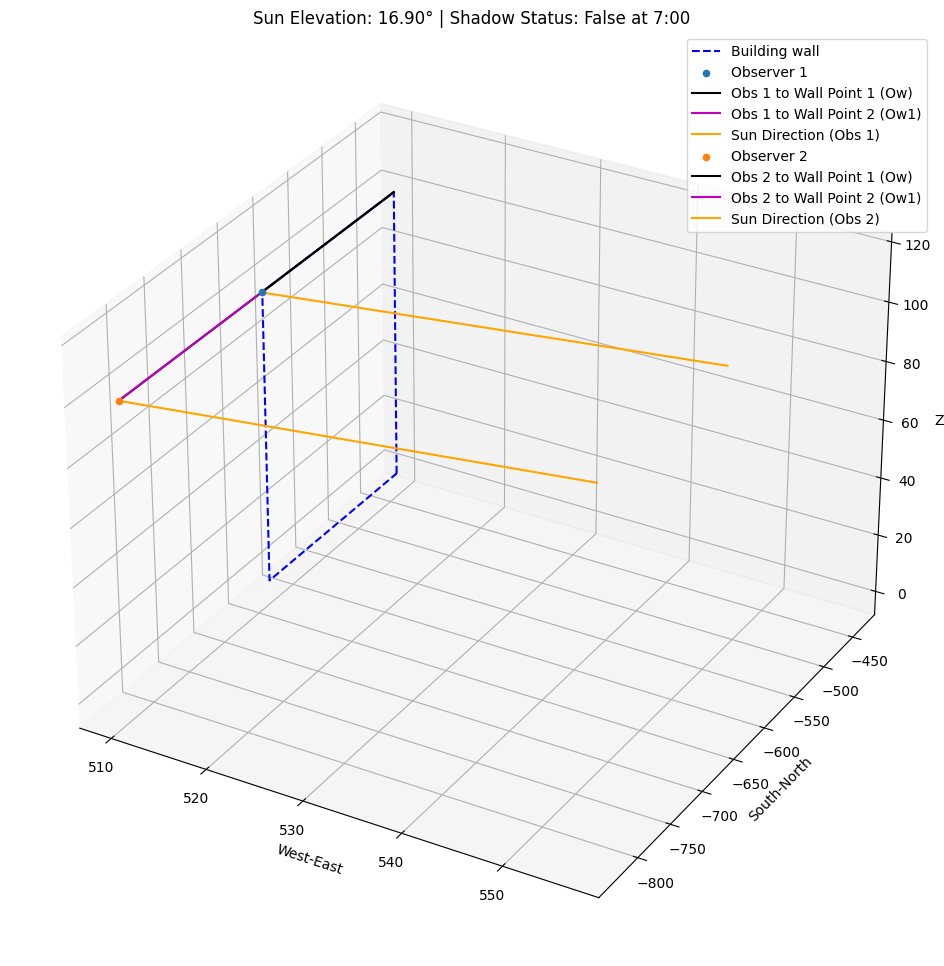 Sun Elevation: 16.90° | Shadow Status: False at 7:00
Building wall
Observer 1
Obs 1 to Wall Point 1 (Ow)
Obs 1 to Wall Point 2 (Ow1)
Sun Direction (Obs 1)
Observer 2
Obs 2 to Wall Point 1 (Ow)
Obs 2 to Wall Point 2 (Ow1)
Sun Direction (Obs 2)
120
100
80
Z
60
40
20
0
−450
−500
−550
−600
−650
−700
−750
−800
South-North
510
520
530
540
550
West-East